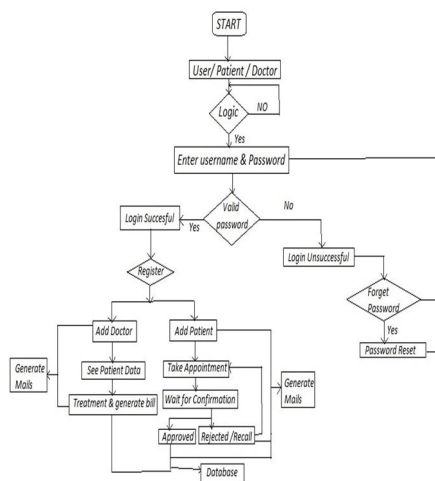 START
User/ Patient / Doctor
Logic
NO
Yes
Enter username & Password
Valid
password
Yes
No
Login Succesful
Login Unsuccessful
Register
Forget
Password
Yes
Password Reset
Add Doctor
Add Patient
Generate
Mails
See Patient Data
Take Appointment
Generate
Mails
Treatment & generate bill
Wait for Confirmation
Approved
Rejected /Recall
Database